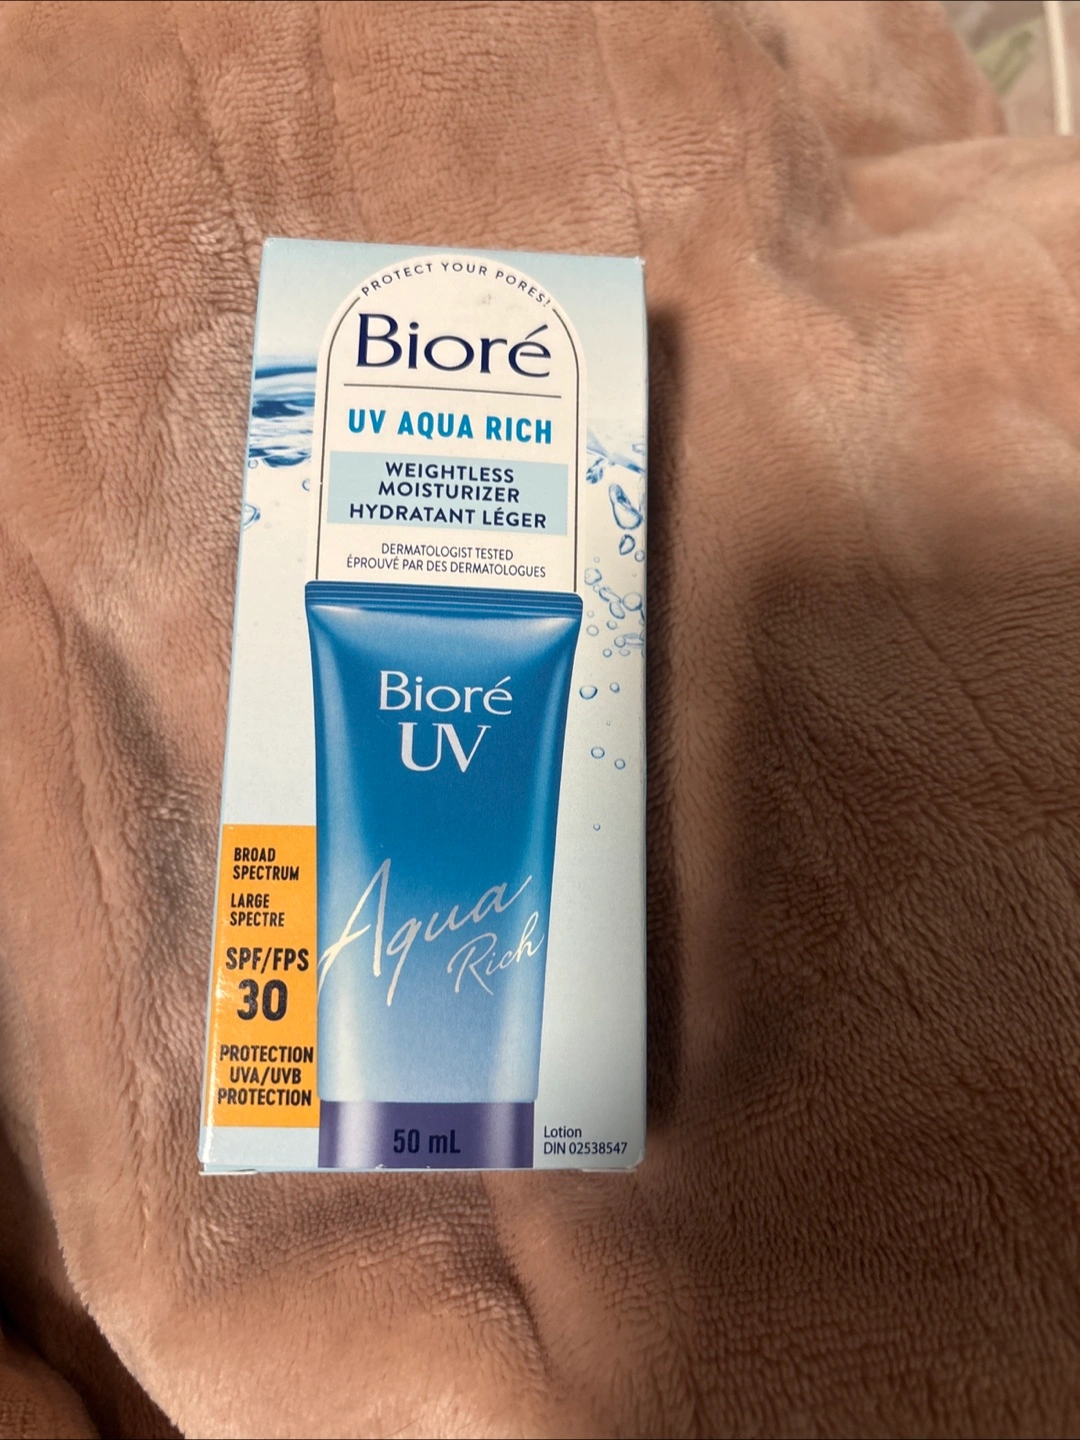 PROTECT YOUR PORES!
Bioré
UV AQUA RICH
WEIGHTLESS
MOISTURIZER
HYDRATANT LÉGER
DERMATOLOGIST TESTED
ÉPROUVÉ PAR DES DERMATOLOGUES
Bioré
UV
Aqua
Rich
BROAD
SPECTRUM
LARGE
SPECTRE
SPF/FPS
30
PROTECTION
UVA/UVB
PROTECTION
50 mL
Lotion
DIN 02538547